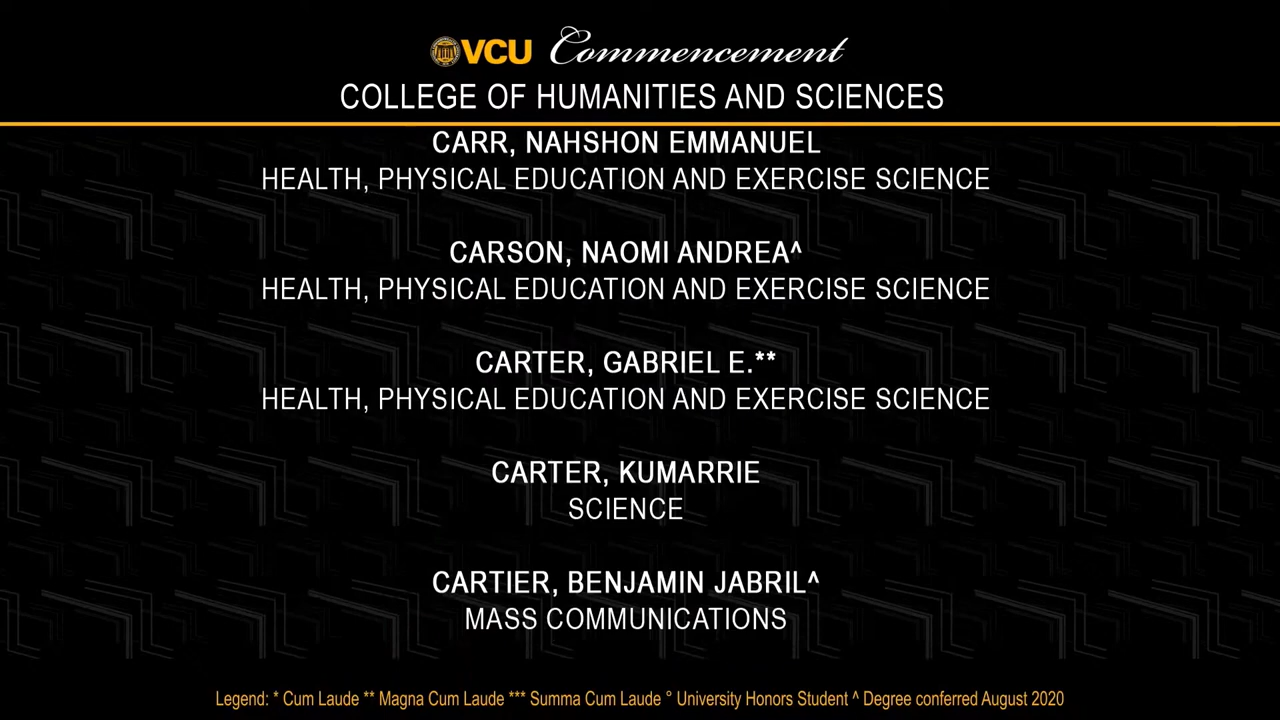 VCU Commencement
COLLEGE OF HUMANITIES AND SCIENCES
CARR, NAHSHON EMMANUEL
HEALTH, PHYSICAL EDUCATION AND EXERCISE SCIENCE
CARSON, NAOMI ANDREA^
HEALTH, PHYSICAL EDUCATION AND EXERCISE SCIENCE
CARTER, GABRIEL E.**
HEALTH, PHYSICAL EDUCATION AND EXERCISE SCIENCE
CARTER, KUMARRIE
SCIENCE
CARTIER, BENJAMIN JABRIL^
MASS COMMUNICATIONS
Legend: * Cum Laude ** Magna Cum Laude *** Summa Cum Laude ° University Honors Student ^ Degree conferred August 2020